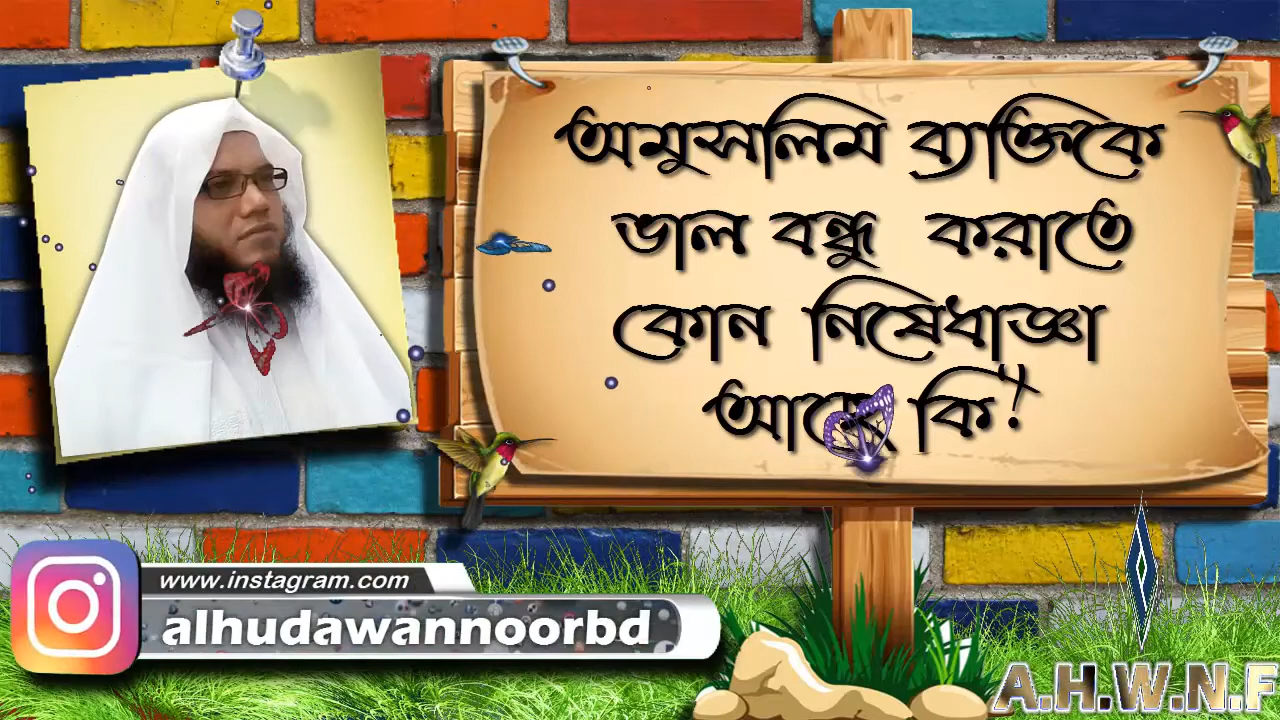 অমুসলিম ব্যক্তিকে
ভাল বন্ধু করাতে
কোন নিষেধাজ্ঞা
আছে কি!
www.instagram.com
alhudawannoorbd
A.H.W.N.F